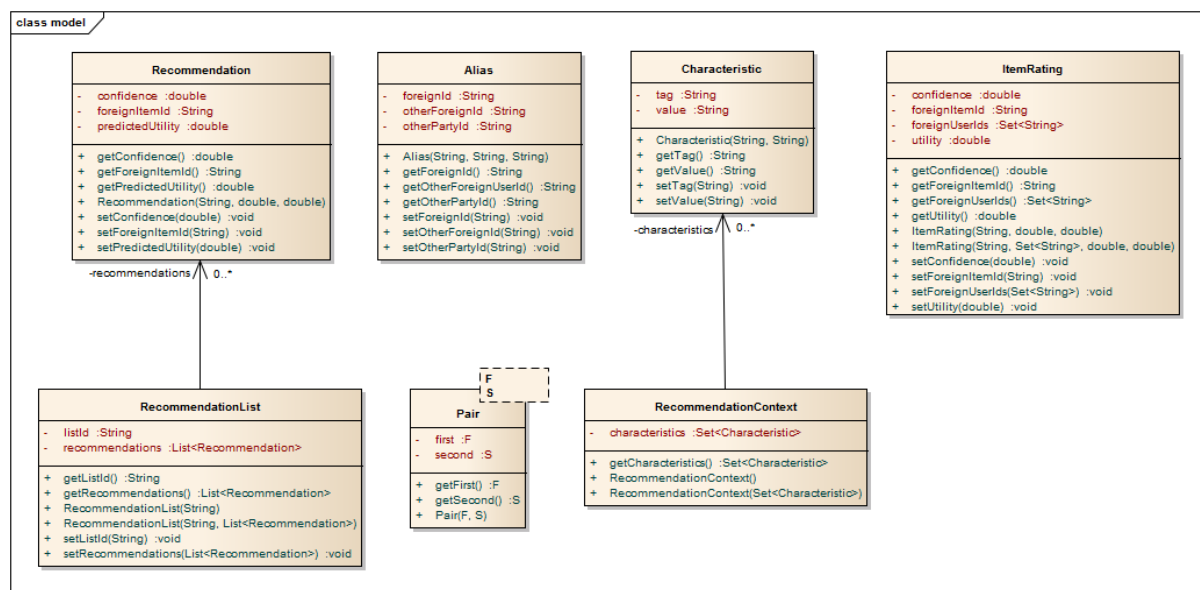 class model
Recommendation
- confidence :double
- foreignItemId :String
- predictedUtility :double
+ getConfidence() :double
+ getForeignItemId() :String
+ getPredictedUtility() :double
+ Recommendation(String, double, double)
+ setConfidence(double) :void
+ setForeignItemId(String) :void
+ setPredictedUtility(double) :void
-recommendations
0..*
Alias
- foreignId :String
- otherForeignId :String
- otherPartyId :String
+ Alias(String, String, String)
+ getForeignId() :String
+ getOtherForeignUserId() :String
+ getOtherPartyId() :String
+ setForeignId(String) :void
+ setOtherForeignId(String) :void
+ setOtherPartyId(String) :void
Characteristic
- tag :String
- value :String
+ Characteristic(String, String)
+ getTag() :String
+ getValue() :String
+ setTag(String) :void
+ setValue(String) :void
-characteristics
0..*
ItemRating
- confidence :double
- foreignItemId :String
- foreignUserIds :Set<String>
- utility :double
+ getConfidence() :double
+ getForeignItemId() :String
+ getForeignUserIds() :Set<String>
+ getUtility() :double
+ ItemRating(String, double, double)
+ ItemRating(String, Set<String>, double, double)
+ setConfidence(double) :void
+ setForeignItemId(String) :void
+ setForeignUserIds(Set<String>) :void
+ setUtility(double) :void
RecommendationList
- listId :String
- recommendations :List<Recommendation>
+ getListId() :String
+ getRecommendations() :List<Recommendation>
+ RecommendationList(String)
+ RecommendationList(String, List<Recommendation>)
+ setListId(String) :void
+ setRecommendations(List<Recommendation>) :void
F
S
Pair
- first :F
- second :S
+ getFirst() :F
+ getSecond() :S
+ Pair(F, S)
RecommendationContext
- characteristics :Set<Characteristic>
+ getCharacteristics() :Set<Characteristic>
+ RecommendationContext()
+ RecommendationContext(Set<Characteristic>)